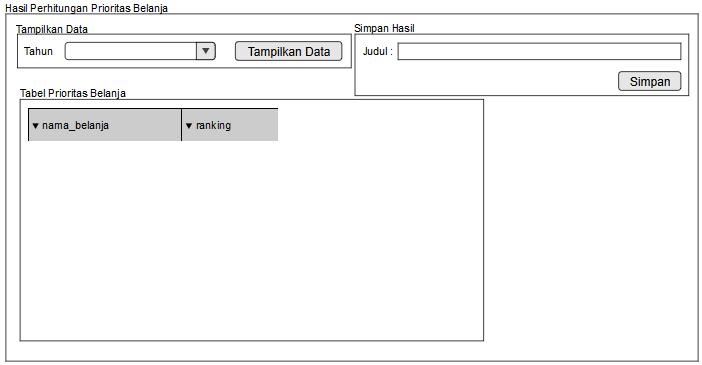 Hasil Perhitungan Prioritas Belanja
Tampilkan Data
Tahun
Tampilkan Data
Simpan Hasil
Judul :
Simpan
Tabel Prioritas Belanja
nama_belanja
ranking